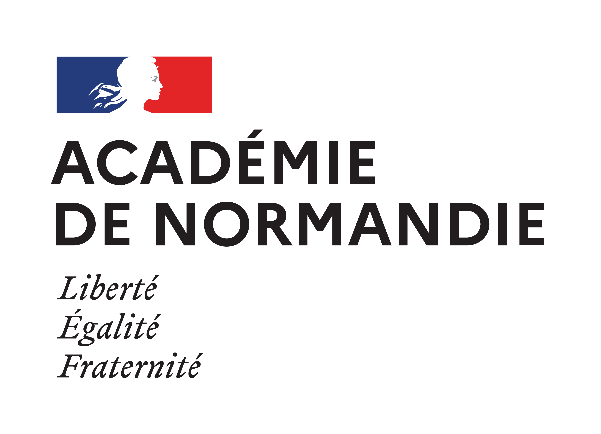 ACADÉMIE
DE NORMANDIE
Liberté
Égalité
Fraternité